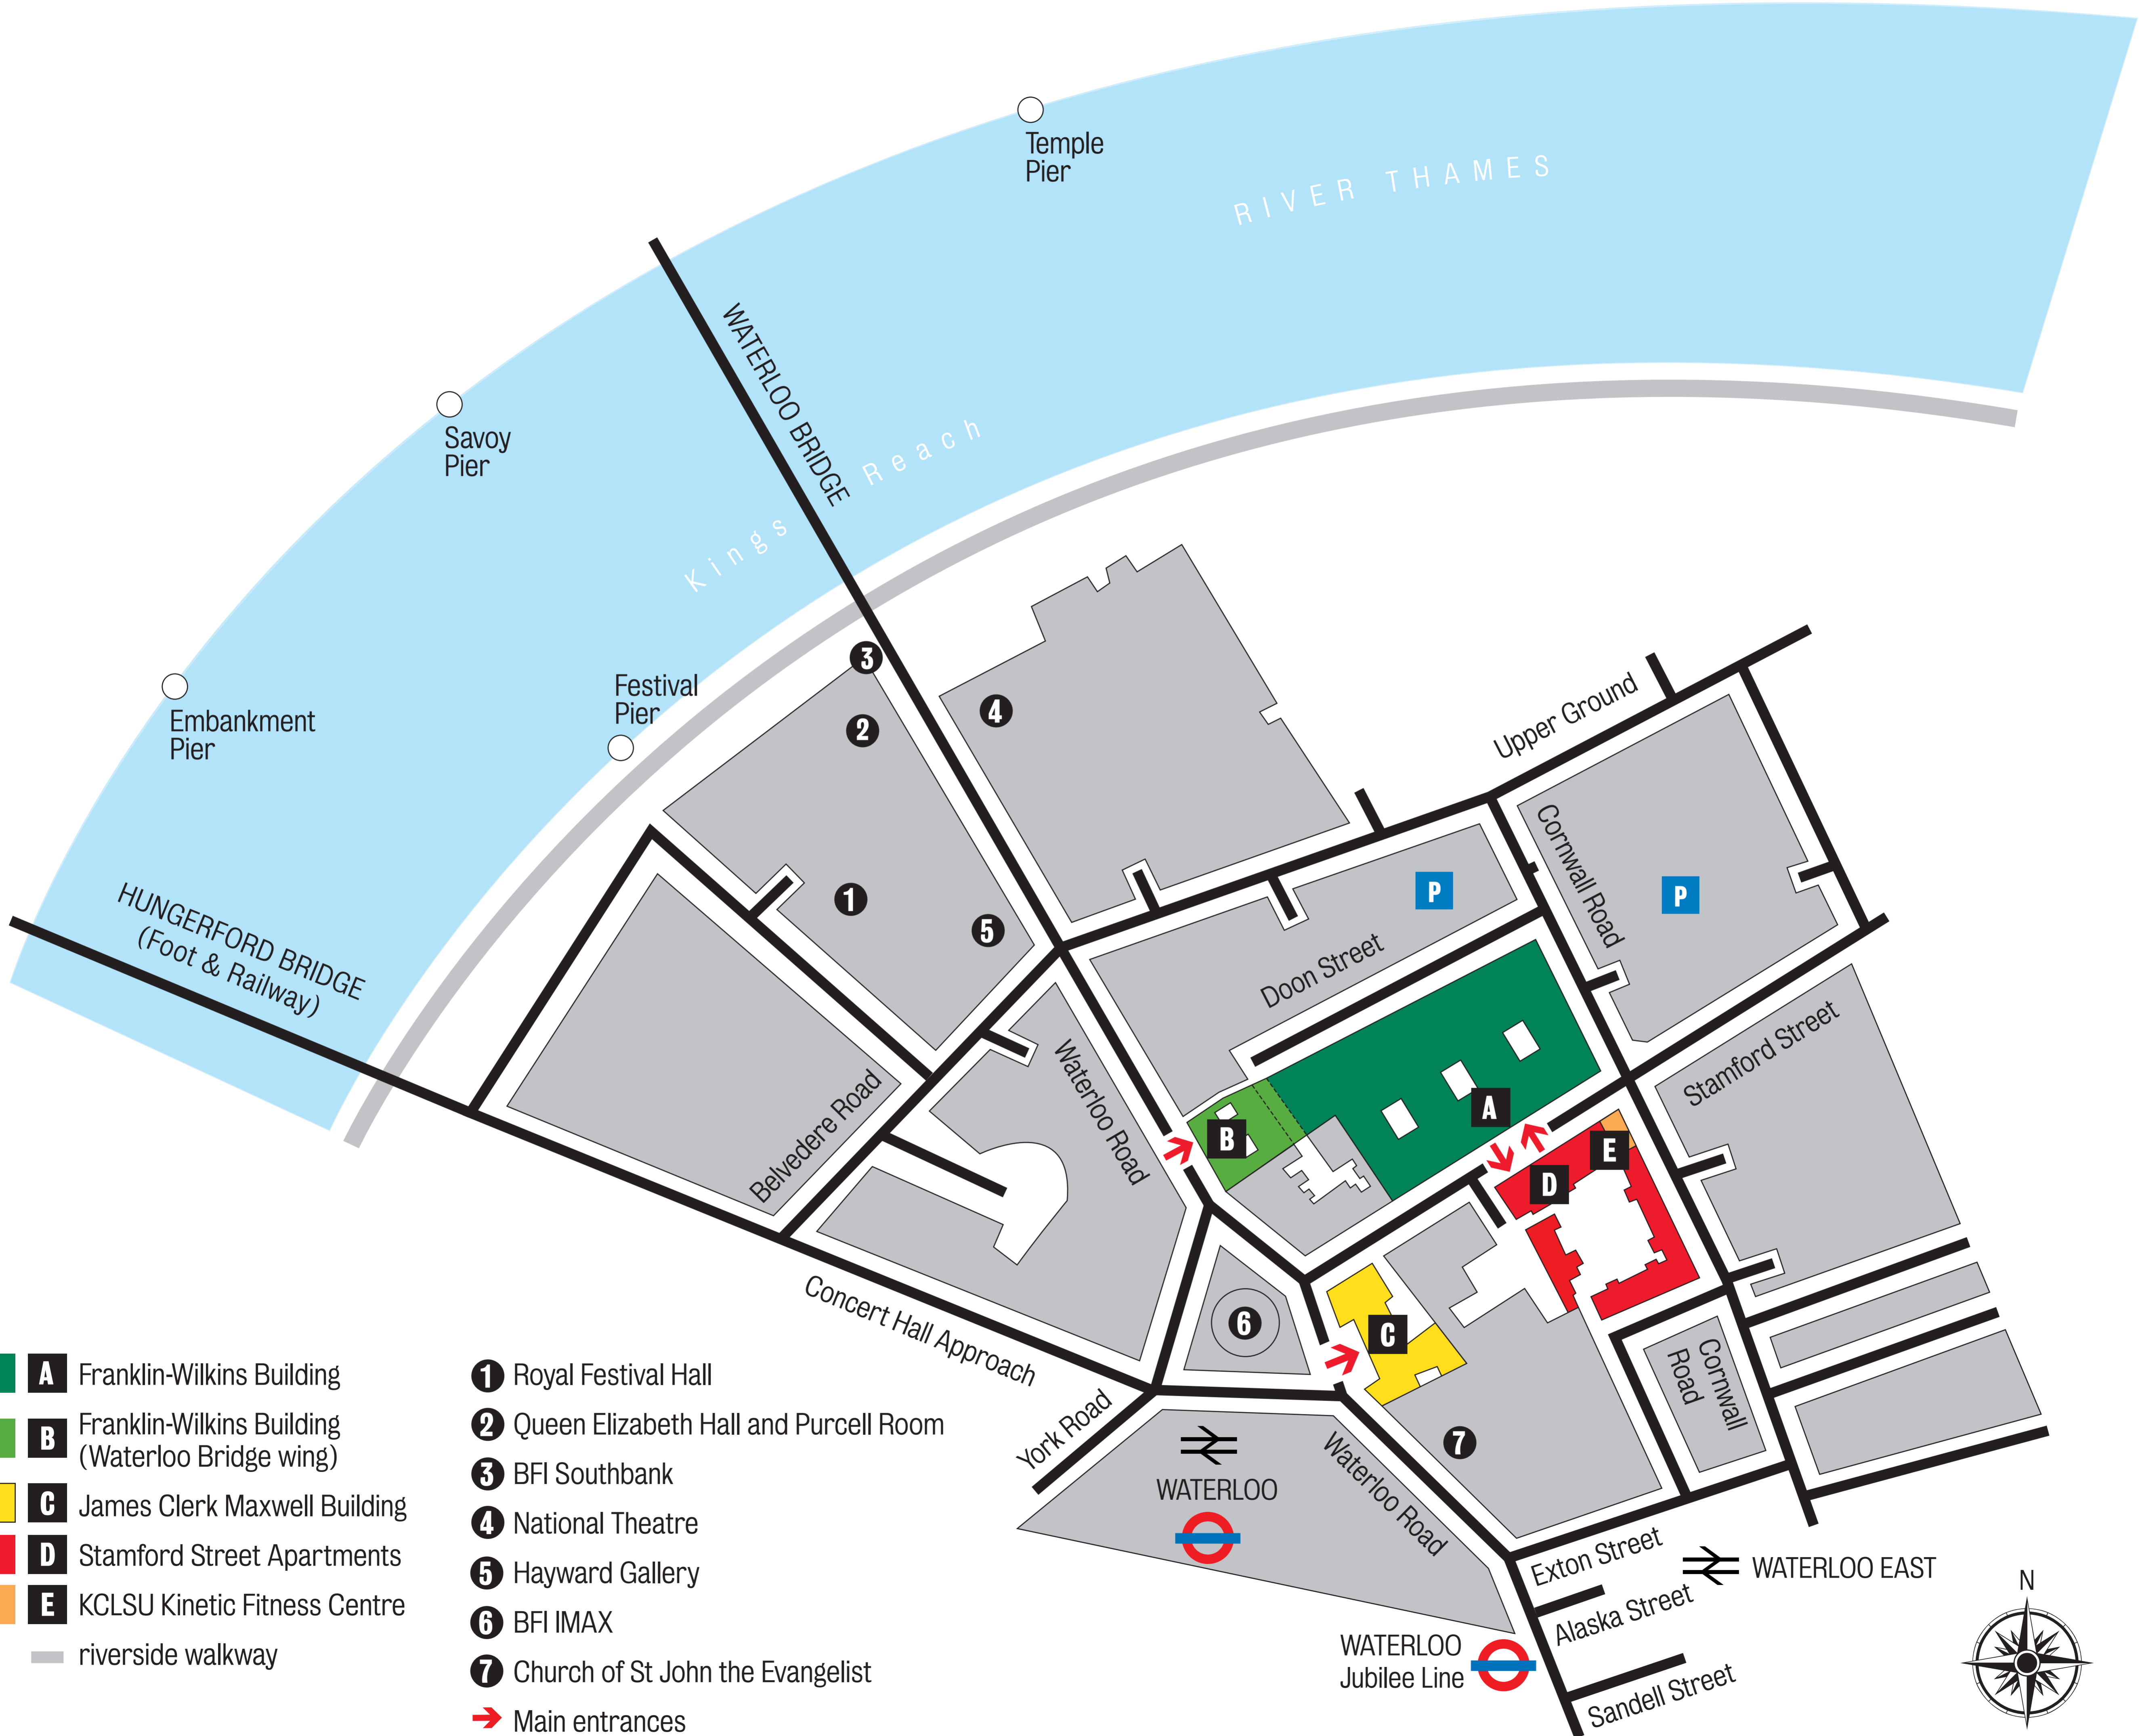 Temple
Pier
RIVER THAMES
WATERLOO BRIDGE
Savoy
Pier
Kings Reach
Embankment
Pier
Festival
Pier
3
2
4
1
5
HUNGERFORD BRIDGE
(Foot & Railway)
Upper Ground
Cornwall Road
P
P
Doon Street
Stamford Street
Waterloo Road
Belvedere Road
A
B
E
D
C
6
7
Concert Hall Approach
York Road
WATERLOO
Waterloo Road
Cornwall
Road
Exton Street
WATERLOO EAST
Alaska Street
WATERLOO
Jubilee Line
Sandell Street
N
A Franklin-Wilkins Building
B Franklin-Wilkins Building
(Waterloo Bridge wing)
C James Clerk Maxwell Building
D Stamford Street Apartments
E KCLSU Kinetic Fitness Centre
riverside walkway
1 Royal Festival Hall
2 Queen Elizabeth Hall and Purcell Room
3 BFI Southbank
4 National Theatre
5 Hayward Gallery
6 BFI IMAX
7 Church of St John the Evangelist
Main entrances